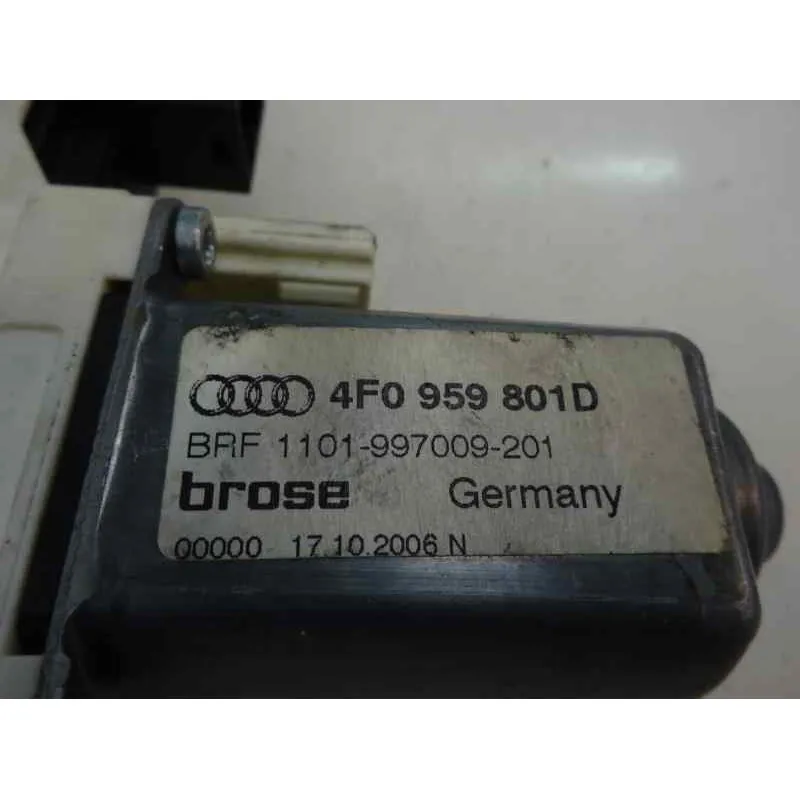 4F0 959 801D
BRF 1101-997009-201
brose Germany
00000 17.10.2006 N